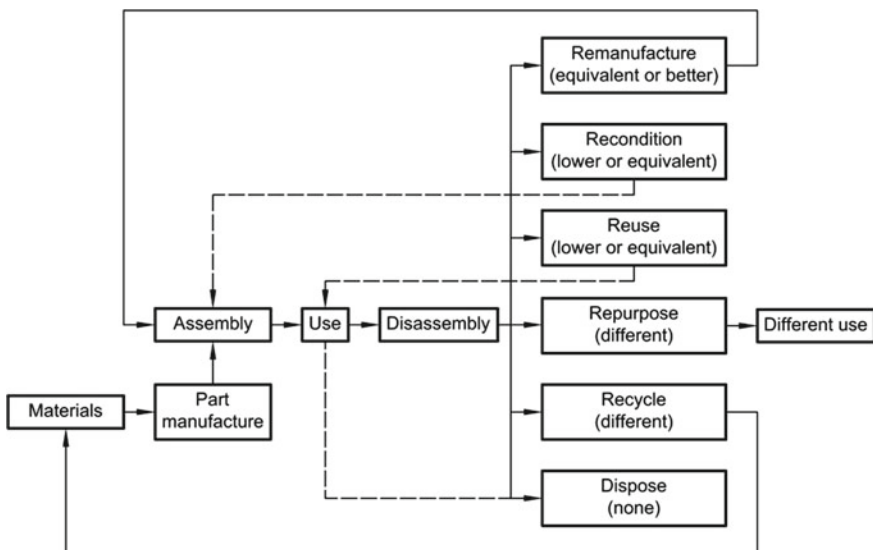 Remanufacture
(equivalent or better)
Recondition
(lower or equivalent)
Reuse
(lower or equivalent)
Assembly
Use
Disassembly
Repurpose
(different)
Different use
Materials
Part
manufacture
Recycle
(different)
Dispose
(none)